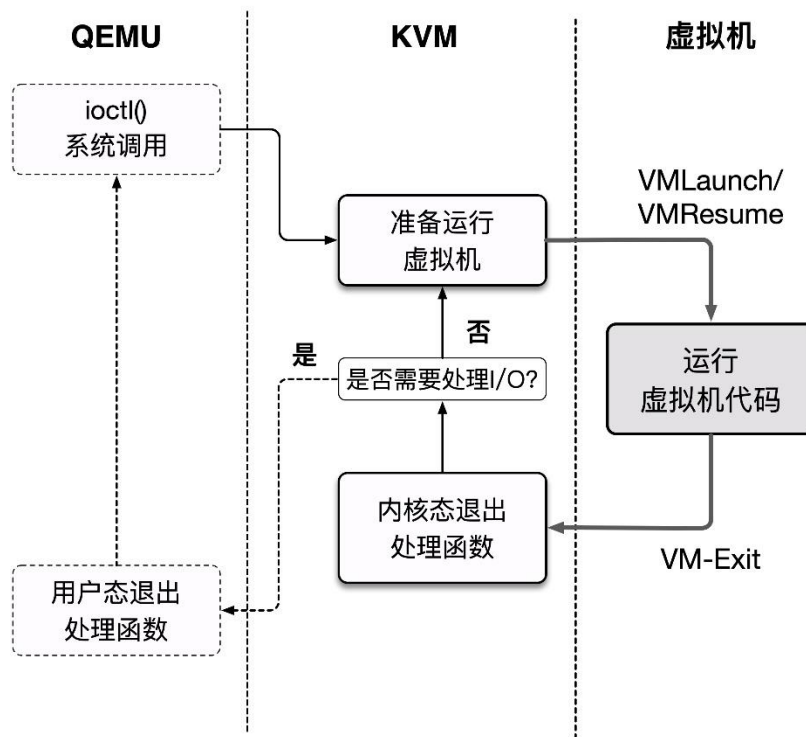 QEMU
KVM
虚拟机
ioctl()
系统调用
VMLaunch/
VMResume
准备运行
虚拟机
否
是
是否需要处理I/O?
运行
虚拟机代码
内核态退出
处理函数
VM-Exit
用户态退出
处理函数